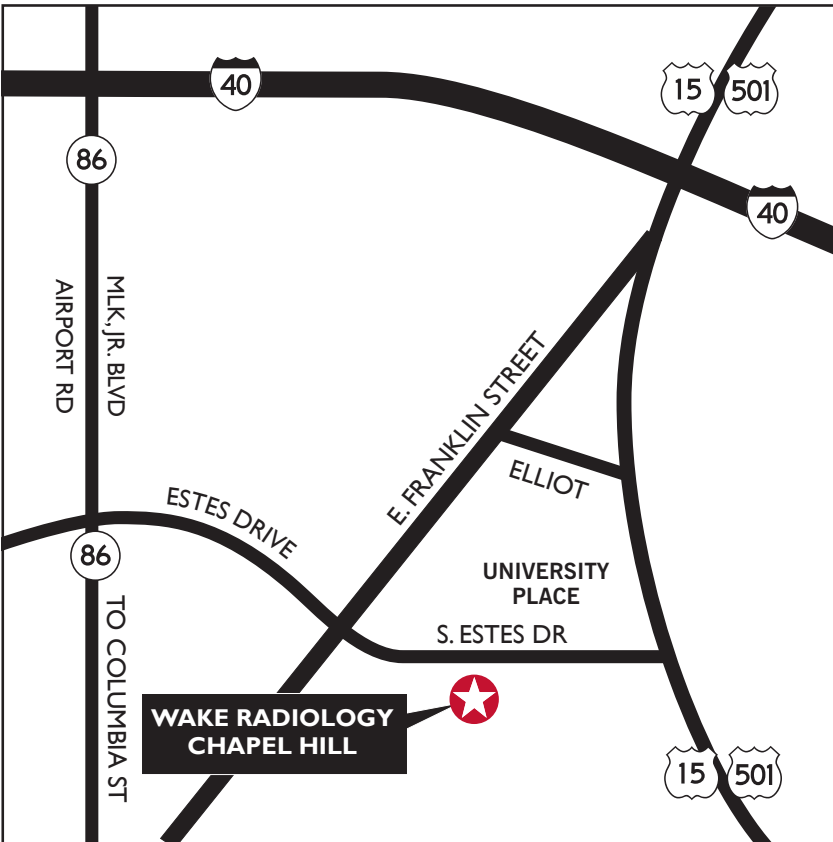 40
15
501
86
40
MLK, JR. BLVD
AIRPORT RD
E. FRANKLIN STREET
ELLIOT
ESTES DRIVE
86
UNIVERSITY
PLACE
S. ESTES DR
TO COLUMBIA ST
WAKE RADIOLOGY
CHAPEL HILL
15
501